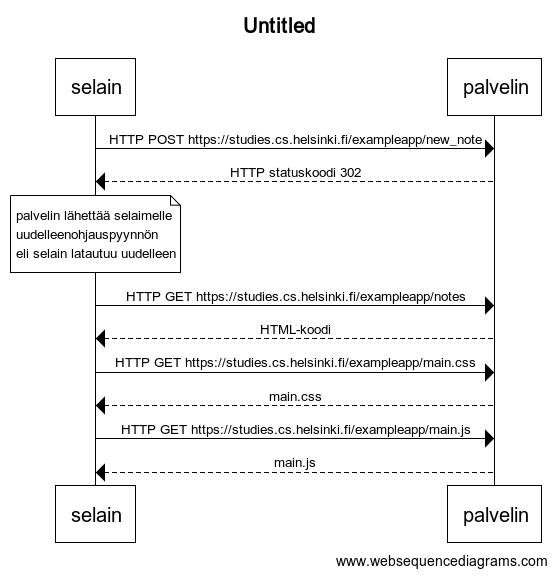 Untitled
selain
palvelin
HTTP POST https://studies.cs.helsinki.fi/exampleapp/new_note
HTTP statuskoodi 302
palvelin lähettää selaimelle
uudelleenohjauspyynnön
eli selain latautuu uudelleen
HTTP GET https://studies.cs.helsinki.fi/exampleapp/notes
HTML-koodi
HTTP GET https://studies.cs.helsinki.fi/exampleapp/main.css
main.css
HTTP GET https://studies.cs.helsinki.fi/exampleapp/main.js
main.js
selain
palvelin
www.websequencediagrams.com